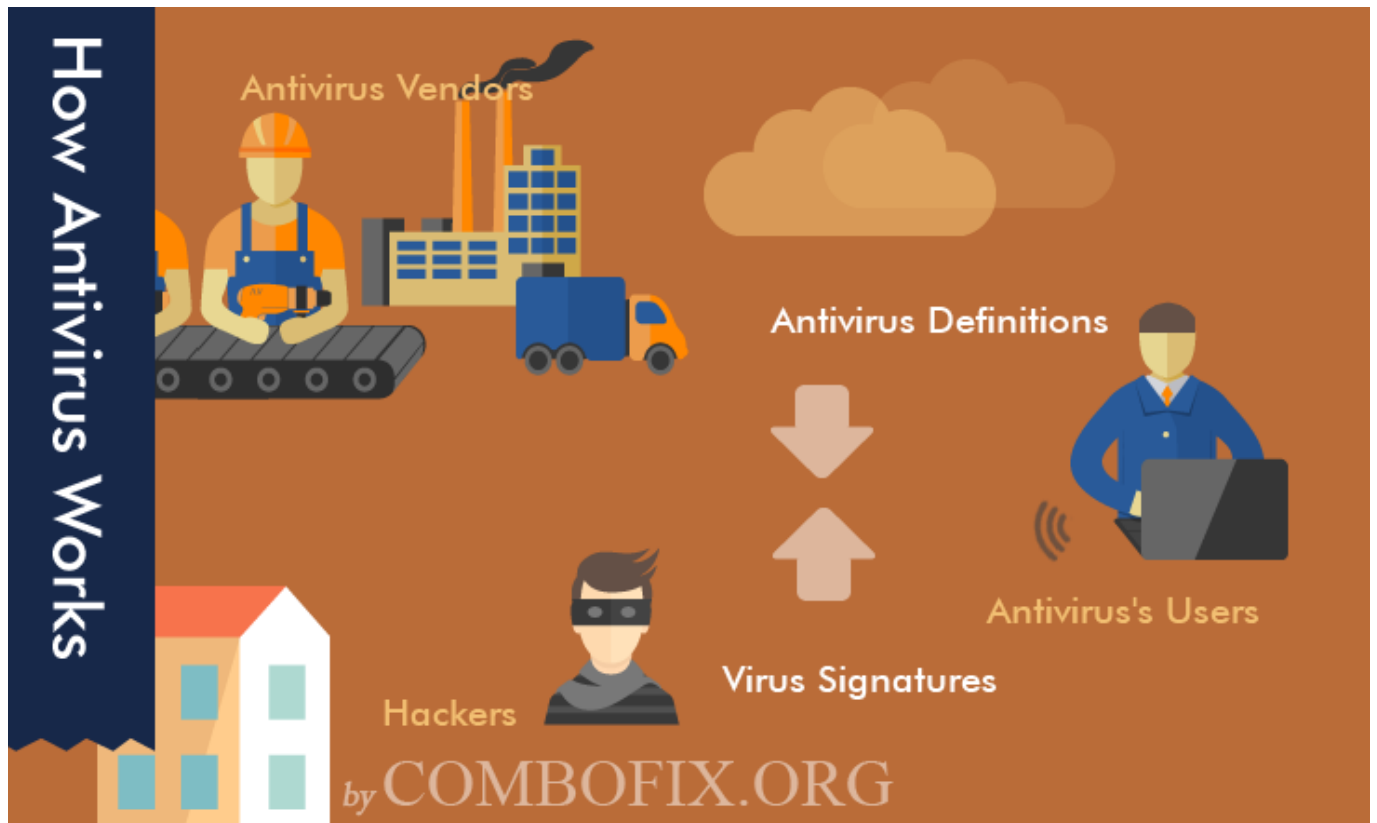 How Antivirus Works
Antivirus Vendors
Antivirus Definitions
Antivirus's Users
Virus Signatures
Hackers
by COMBOFIX.ORG